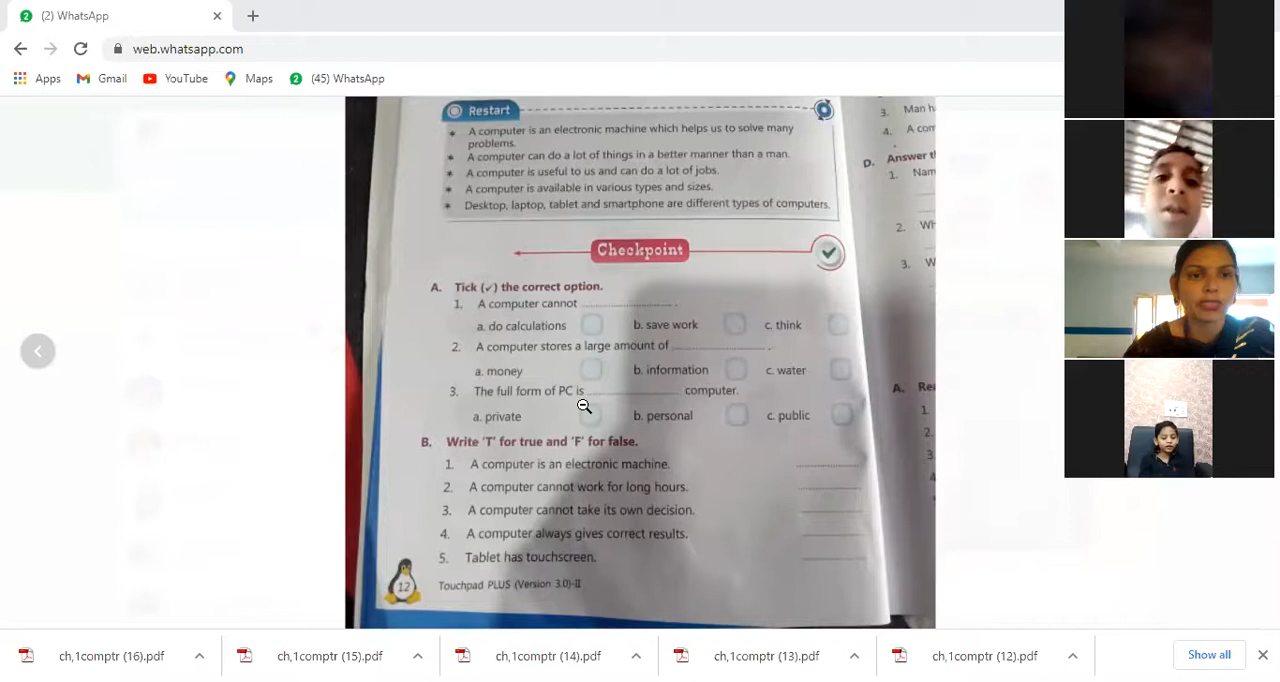 (2) WhatsApp
web.whatsapp.com
Apps Gmail YouTube Maps (45) WhatsApp
Restart
* A computer is an electronic machine which helps us to solve many
problems.
* A computer can do a lot of things in a better manner than a man.
* A computer is useful to us and can do a lot of jobs.
* A computer is available in various types and sizes.
* Desktop, laptop, tablet and smartphone are different types of computers.
Checkpoint
A. Tick (✓) the correct option.
1. A computer cannot .
a. do calculations b. save work c. think
2. A computer stores a large amount of .
a. money b. information c. water
3. The full form of PC is computer.
a. private b. personal c. public
B. Write 'T' for true and 'F' for false.
1. A computer is an electronic machine.
2. A computer cannot work for long hours.
3. A computer cannot take its own decision.
4. A computer always gives correct results.
5. Tablet has touchscreen.
12 Touchpad PLUS (Version 3.0)-II
3. Man
4. A
D. Answer
1.
2.
3.
A.
1.
2.
3.
ch,1comptr (16).pdf ch,1comptr (15).pdf ch,1comptr (14).pdf ch,1comptr (13).pdf ch,1comptr (12).pdf Show all